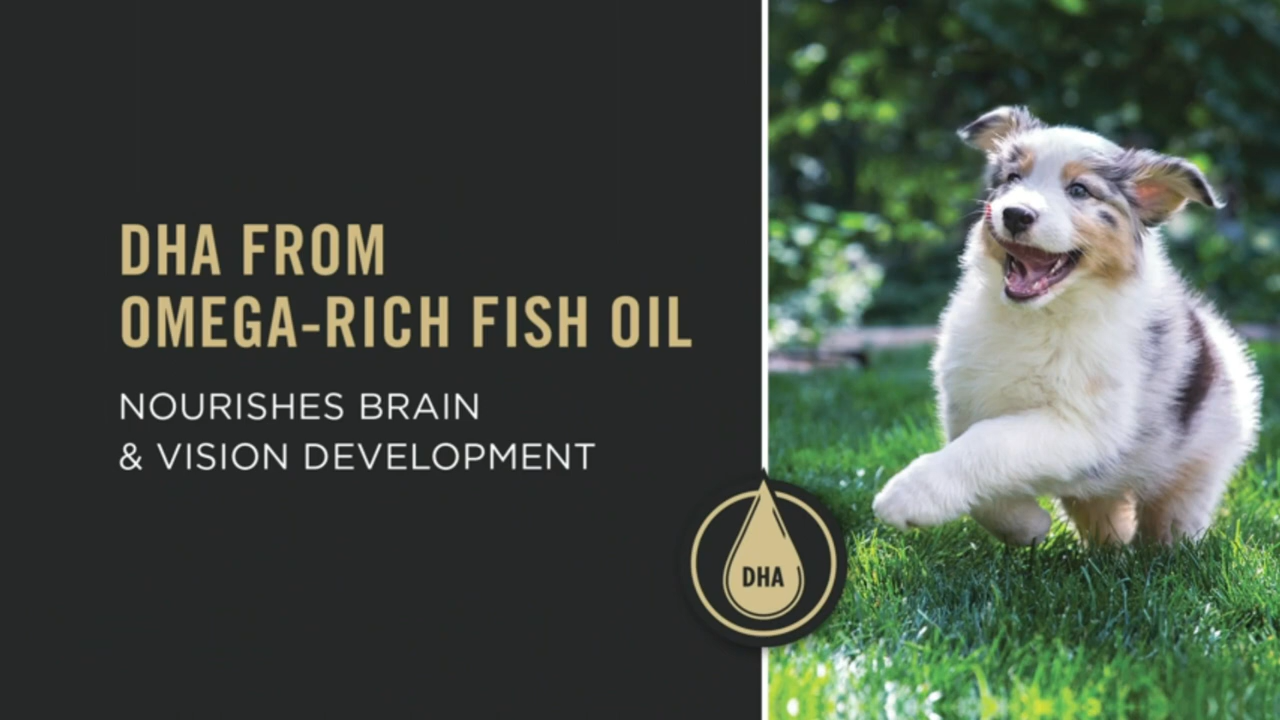 DHA FROM
OMEGA-RICH FISH OIL
NOURISHES BRAIN
& VISION DEVELOPMENT
DHA